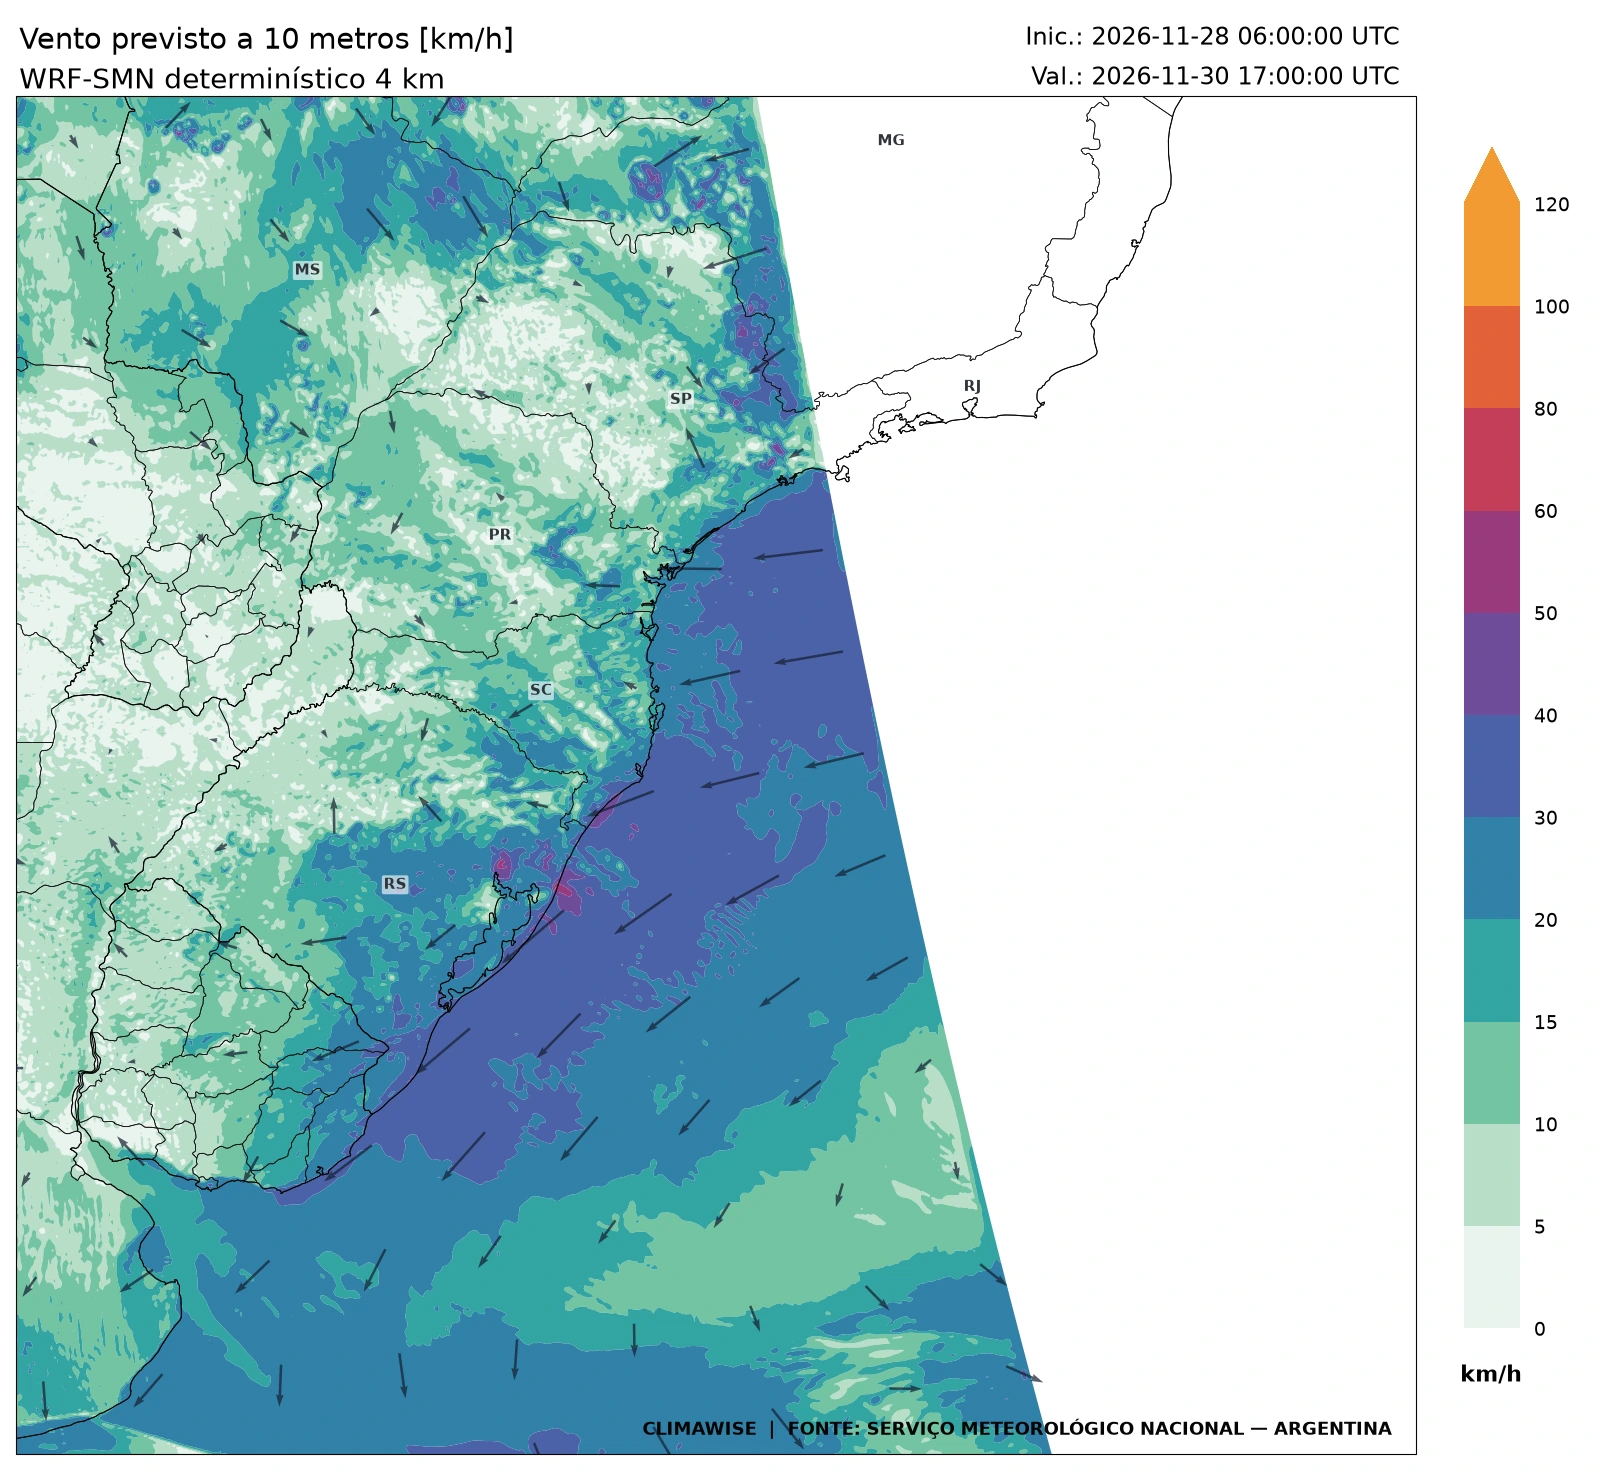 Vento previsto a 10 metros [km/h]
WRF-SMN determinístico 4 km
Inic.: 2026-11-28 06:00:00 UTC
Val.: 2026-11-30 17:00:00 UTC
MG
MS
RJ
SP
PR
SC
RS
120
100
80
60
50
40
30
20
15
10
5
0
km/h
CLIMAWISE | FONTE: SERVIÇO METEOROLÓGICO NACIONAL — ARGENTINA